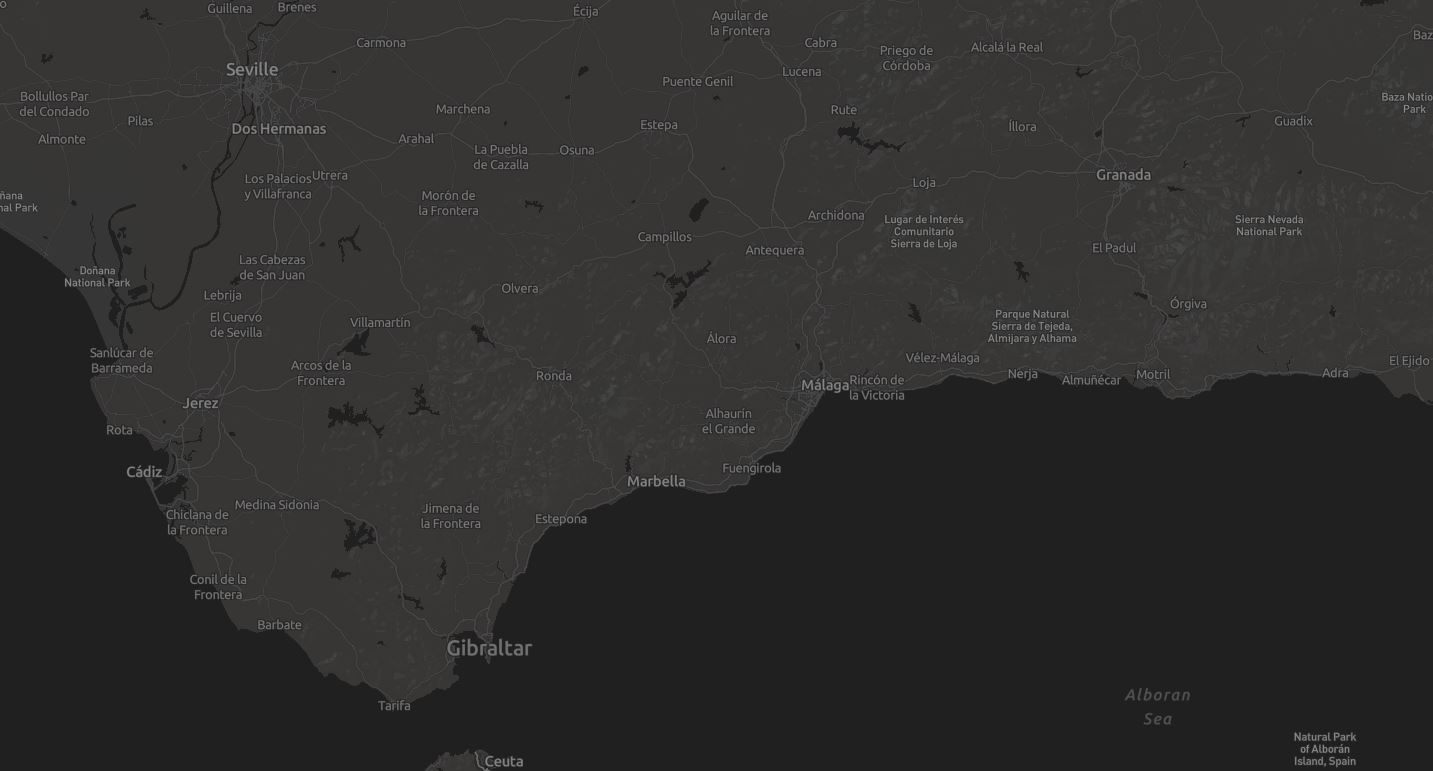 Guillena
Brenes
Écija
Aguilar de
la Frontera
Carmona
Cabra
Priego de
Córdoba
Alcalá la Real
Baz
Seville
Puente Genil
Lucena
Bollullos Par
del Condado
Pilas
Marchena
Rute
Baza Natio
Park
Almonte
Dos Hermanas
Arahal
Estepa
Íllora
Guadix
La Puebla
de Cazalla
Osuna
Los Palacios
y Villafranca
Utrera
Morón de
la Frontera
Loja
Granada
ñana
nal Park
Archidona
Lugar de Interés
Comunitario
Sierra de Loja
Sierra Nevada
National Park
Campillos
Antequera
El Padul
Doñana
National Park
Las Cabezas
de San Juan
Lebrija
Olvera
Órgiva
El Cuervo
de Sevilla
Villamartín
Parque Natural
Sierra de Tejeda,
Almijara y Alhama
Álora
Sanlúcar de
Barrameda
Arcos de la
Frontera
Ronda
Vélez-Málaga
El Ejido
Málaga
Rincón de
la Victoria
Nerja
Almuñécar
Motril
Adra
Jerez
Rota
Alhaurín
el Grande
Cádiz
Marbella
Fuengirola
Medina Sidonia
Chiclana de
la Frontera
Jimena de
la Frontera
Estepona
Conil de la
Frontera
Barbate
Gibraltar
Tarifa
Alboran
Sea
Natural Park
of Alborán
Island, Spain
Ceuta